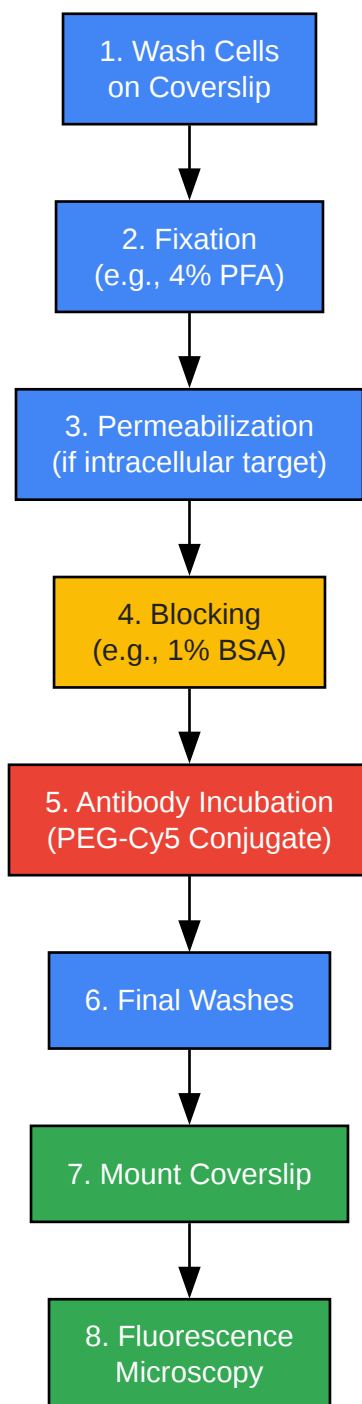 1. Wash Cells
on Coverslip
2. Fixation
(e.g., 4% PFA)
3. Permeabilization
(if intracellular target)
4. Blocking
(e.g., 1% BSA)
5. Antibody Incubation
(PEG-Cy5 Conjugate)
6. Final Washes
7. Mount Coverslip
8. Fluorescence
Microscopy